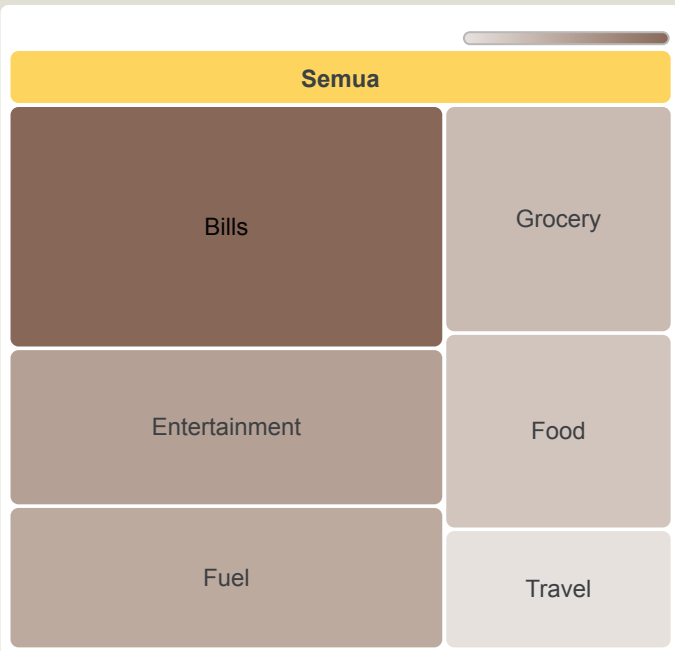 Semua
Bills
Grocery
Entertainment
Food
Fuel
Travel